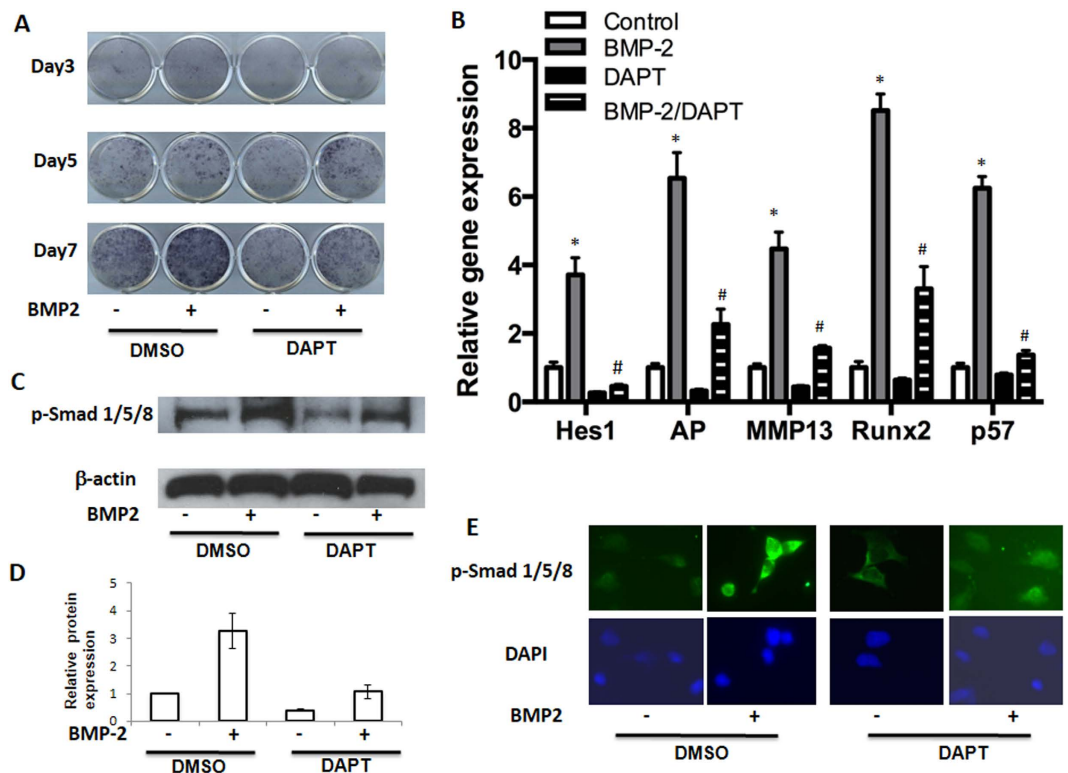 A
Day3
Day5
Day7
BMP2 - + - +
DMSO DAPT
B
Control
BMP-2
DAPT
BMP-2/DAPT
Relative gene expression
10
8
6
4
2
0
* * * * *
# # # # #
Hes1 AP MMP13 Runx2 p57
C
p-Smad 1/5/8
β-actin
BMP2 - + - +
DMSO DAPT
D
Relative protein
expression
5
4
3
2
1
0
BMP-2 - + - +
DMSO DAPT
E
p-Smad 1/5/8
DAPI
BMP2 - + - +
DMSO DAPT